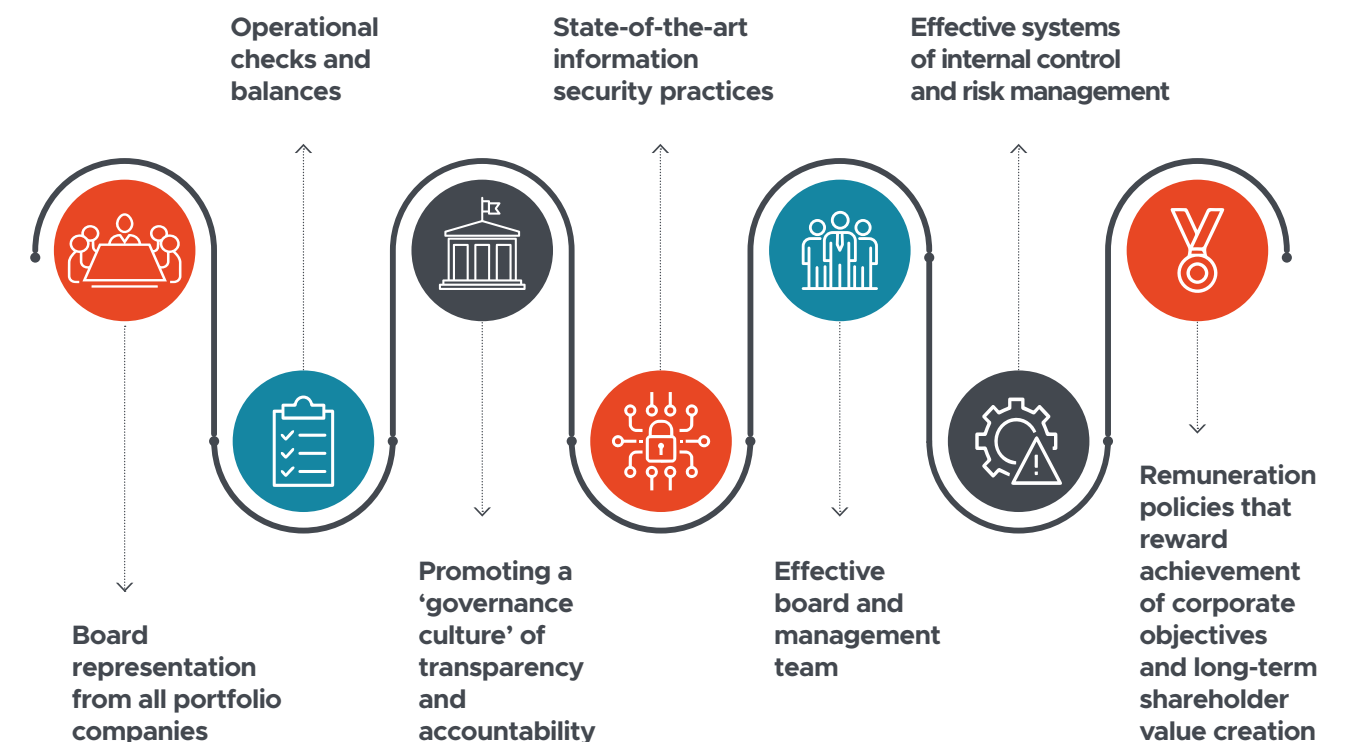 Operational
checks and
balances
State-of-the-art
information
security practices
Effective systems
of internal control
and risk management
Board
representation
from all portfolio
companies
Promoting a
‘governance
culture’ of
transparency
and
accountability
Effective
board and
management
team
Remuneration
policies that
reward
achievement
of corporate
objectives
and long-term
shareholder
value creation